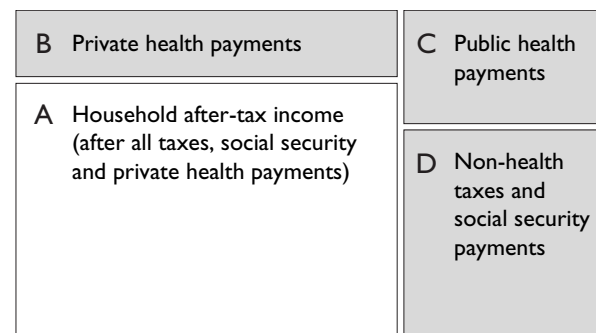 B Private health payments
A Household after-tax income
(after all taxes, social security
and private health payments)
C Public health
payments
D Non-health
taxes and
social security
payments